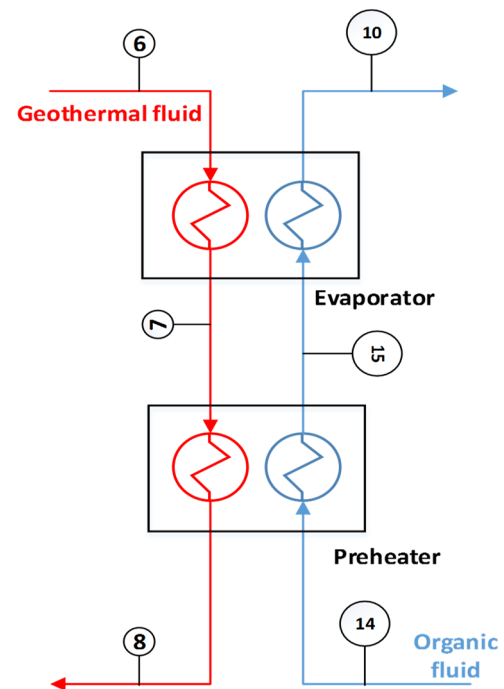 6
10
Geothermal fluid
Evaporator
7
15
Preheater
14
8
Organic
fluid